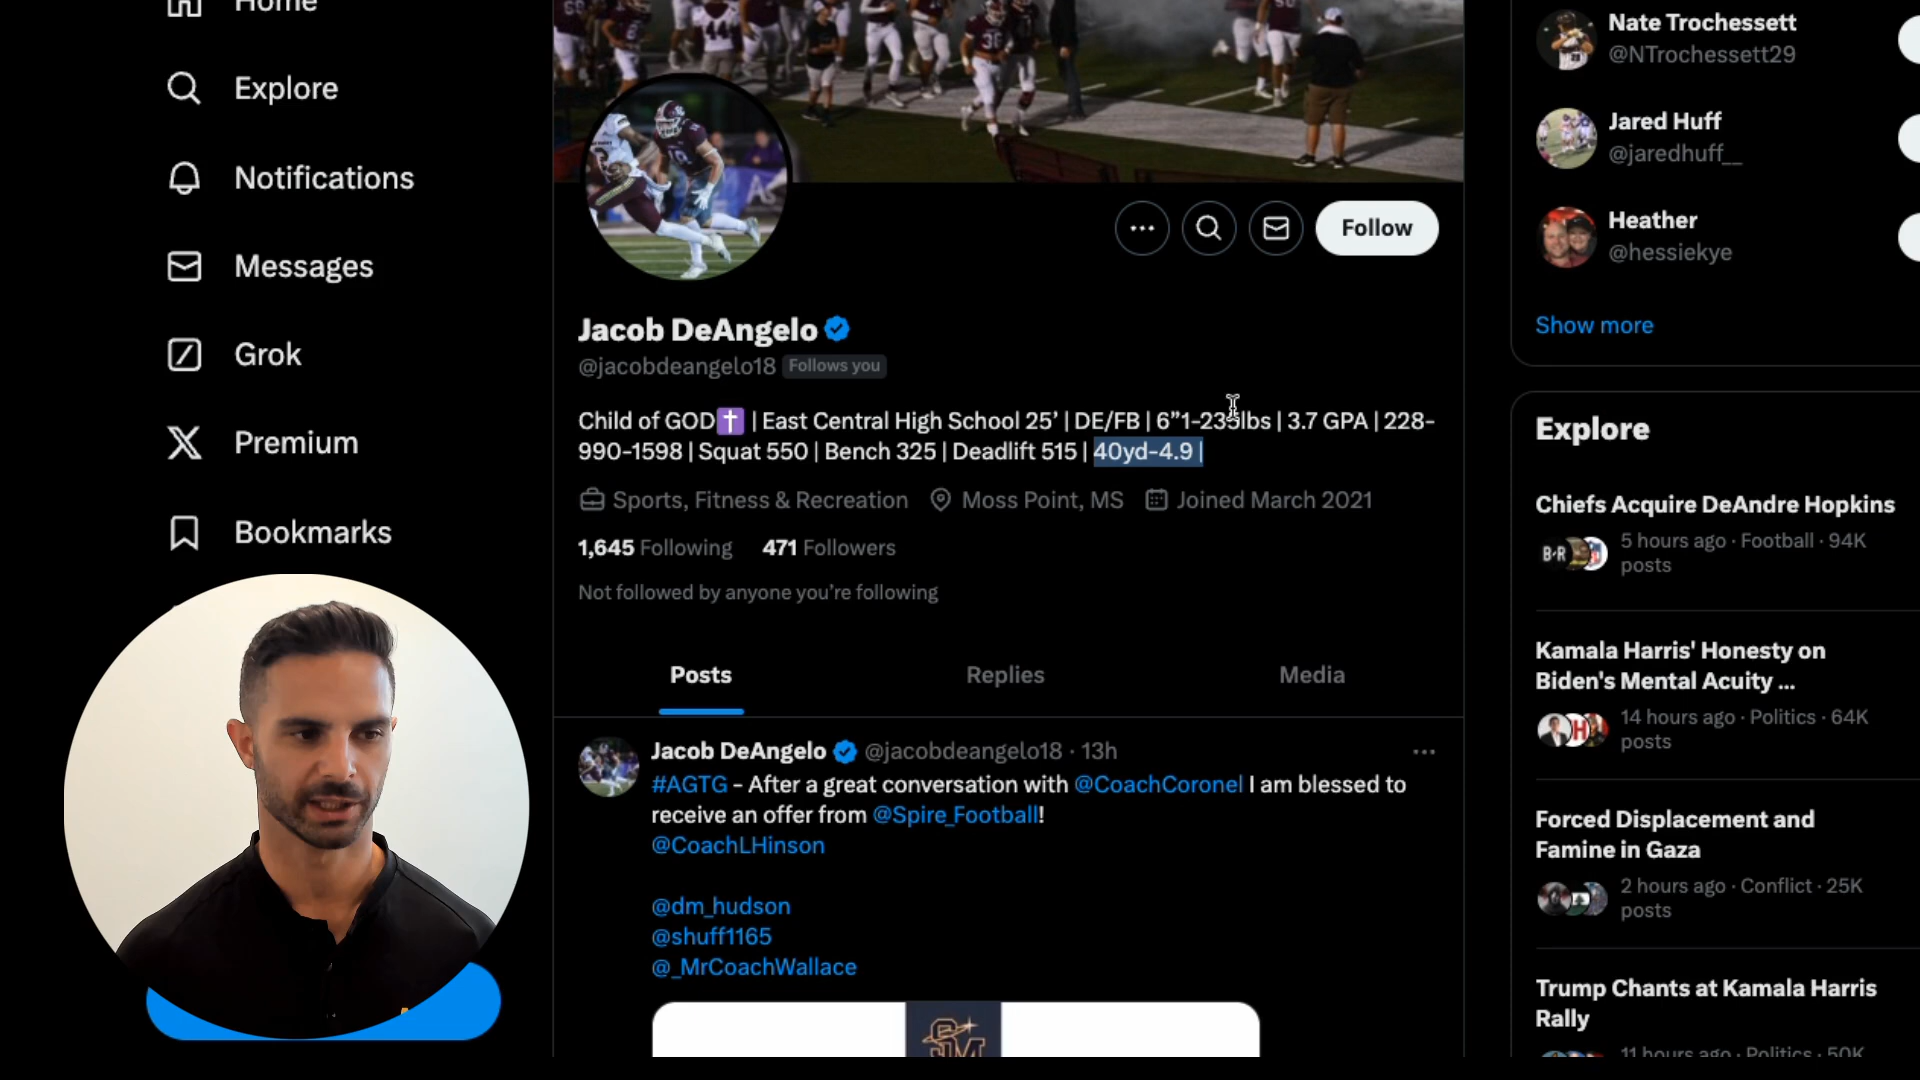 Home
Explore
Notifications
Messages
Grok
Premium
Bookmarks
Follow
Jacob DeAngelo
@jacobdeangelo18 Follows you
Child of GOD✝️ | East Central High School 25’ | DE/FB | 6”1-235lbs | 3.7 GPA | 228-
990-1598 | Squat 550 | Bench 325 | Deadlift 515 | 40yd-4.9 |
Sports, Fitness & Recreation Moss Point, MS Joined March 2021
1,645 Following 471 Followers
Not followed by anyone you’re following
Posts Replies Media
Jacob DeAngelo @jacobdeangelo18 · 13h
#AGTG - After a great conversation with @CoachCoronel I am blessed to
receive an offer from @Spire_Football!
@CoachLHinson
@dm_hudson
@shuff1165
@_MrCoachWallace
Nate Trochessett
@NTrochessett29
Jared Huff
@jaredhuff__
Heather
@hessiekye
Show more
Explore
Chiefs Acquire DeAndre Hopkins
5 hours ago · Football · 94K
posts
Kamala Harris' Honesty on
Biden's Mental Acuity ...
14 hours ago · Politics · 64K
posts
Forced Displacement and
Famine in Gaza
2 hours ago · Conflict · 25K
posts
Trump Chants at Kamala Harris
Rally
11 hours ago · Politics · 50K